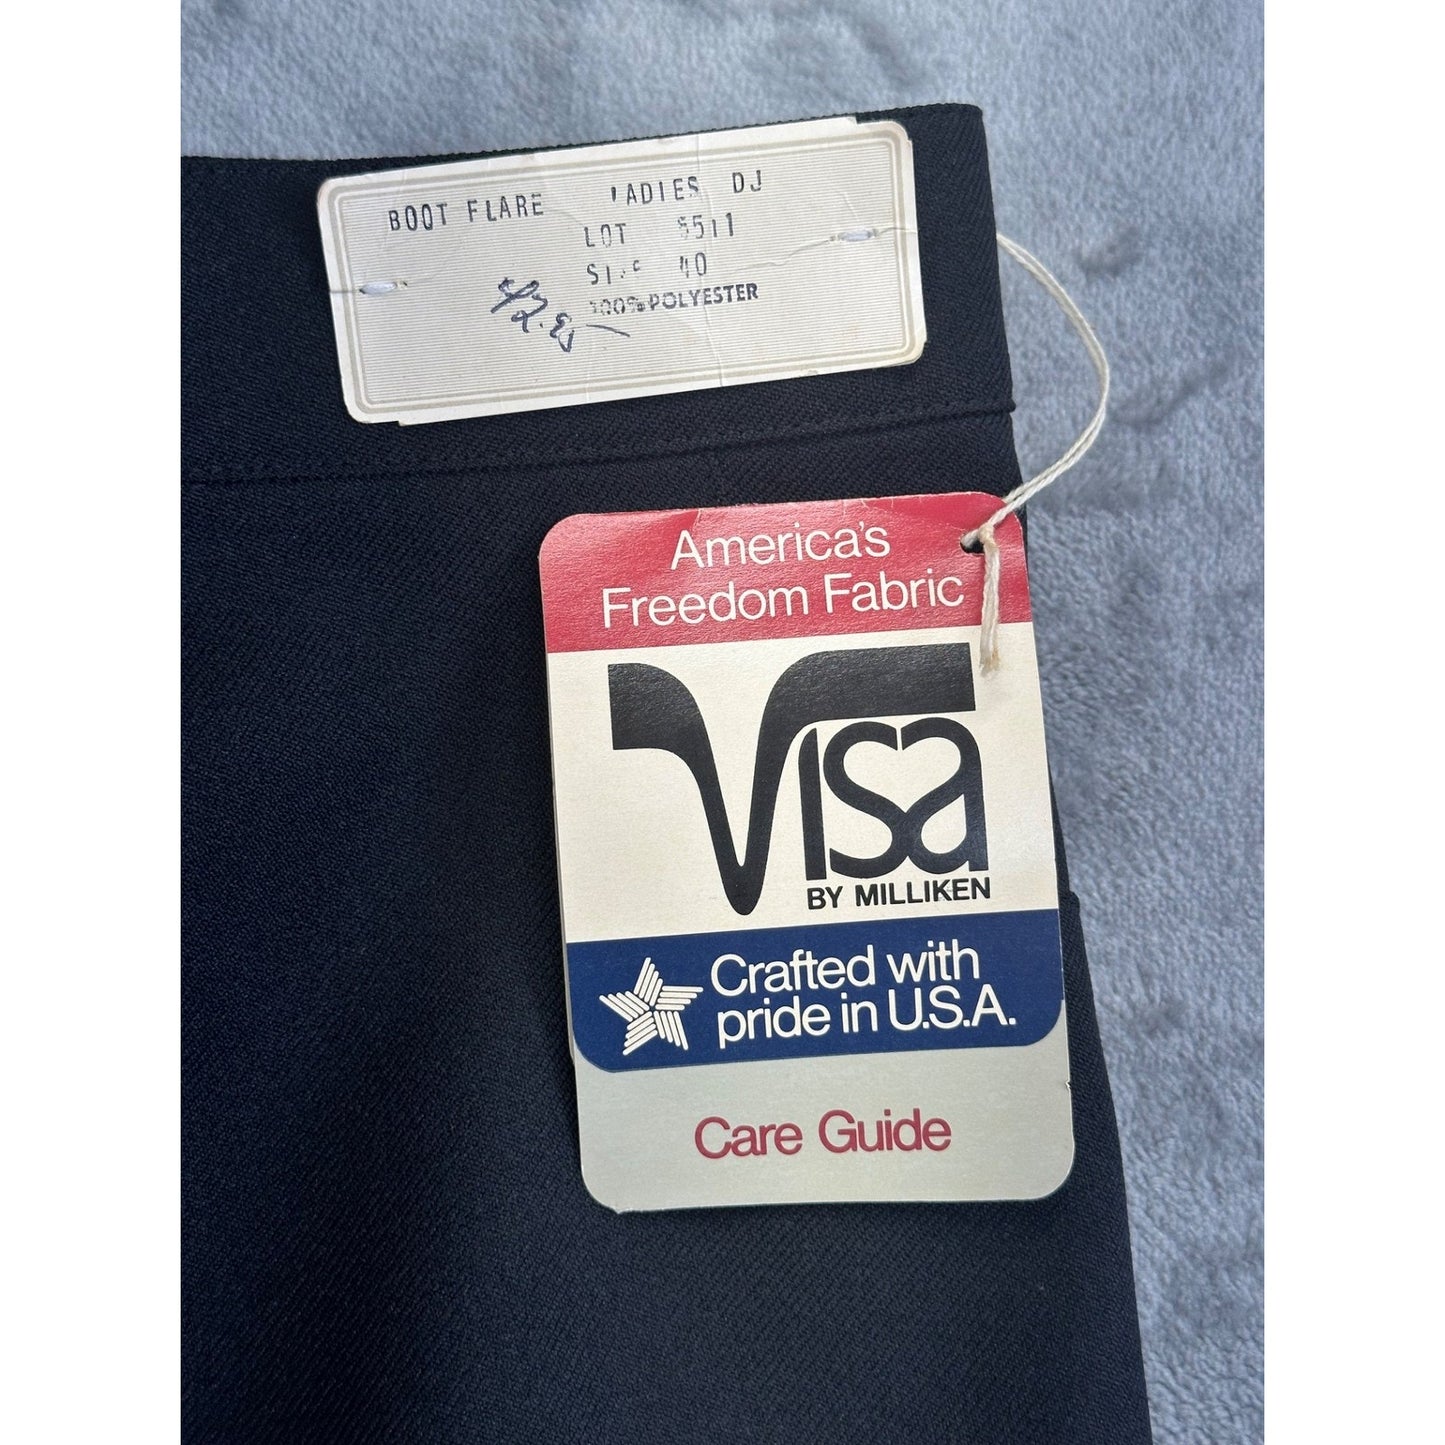 BOOT FLARE LADIES DJ
LOT
SIZE 40
100% POLYESTER
America's
Freedom Fabric
Visa
BY MILLIKEN
Crafted with
pride in U.S.A.
Care Guide